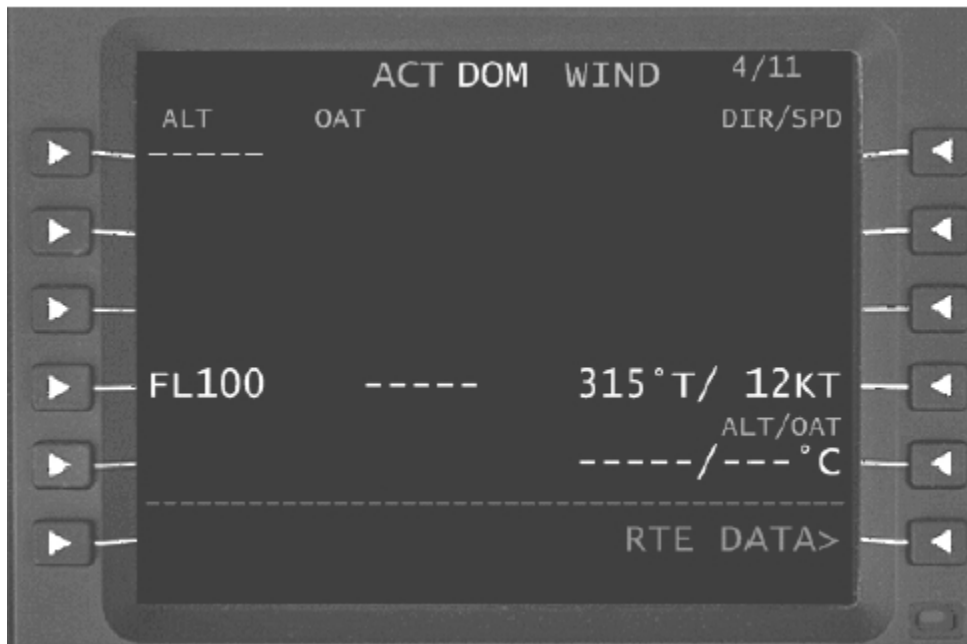 ACT DOM WIND 4/11
ALT OAT DIR/SPD
-----
FL100 ----- 315°T/ 12KT
ALT/OAT
-----/---°C
--------------------------------------
RTE DATA>